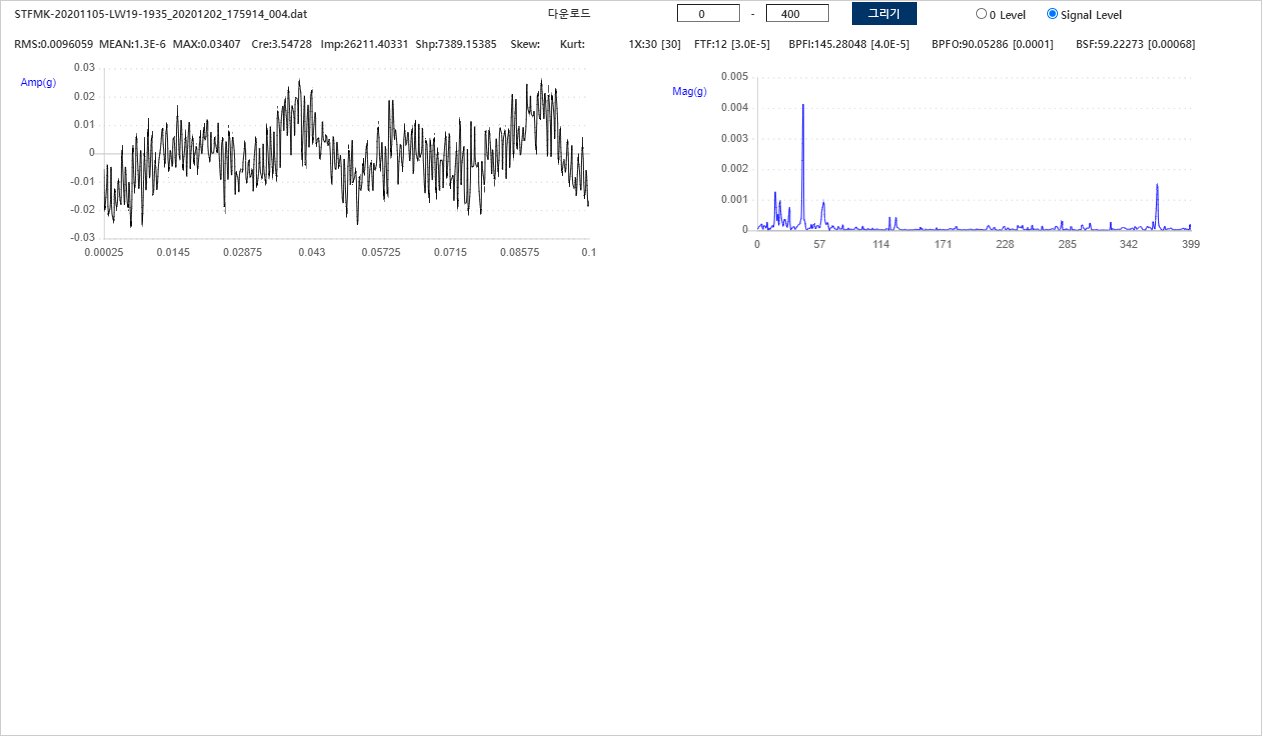 STFMK-20201105-LW19-1935_20201202_175914_004.dat 다운로드 0 - 400 그리기 0 Level Signal Level
RMS:0.0096059 MEAN:1.3E-6 MAX:0.03407 Cre:3.54728 Imp:26211.40331 Shp:7389.15385 Skew: Kurt: 1X:30 [30] FTF:12 [3.0E-5] BPFI:145.28048 [4.0E-5] BPFO:90.05286 [0.0001] BSF:59.22273 [0.00068]
Amp(g)
0.03
0.02
0.01
0
-0.01
-0.02
-0.03
0.00025 0.0145 0.02875 0.043 0.05725 0.0715 0.08575 0.1
Mag(g)
0.005
0.004
0.003
0.002
0.001
0
0 57 114 171 228 285 342 399